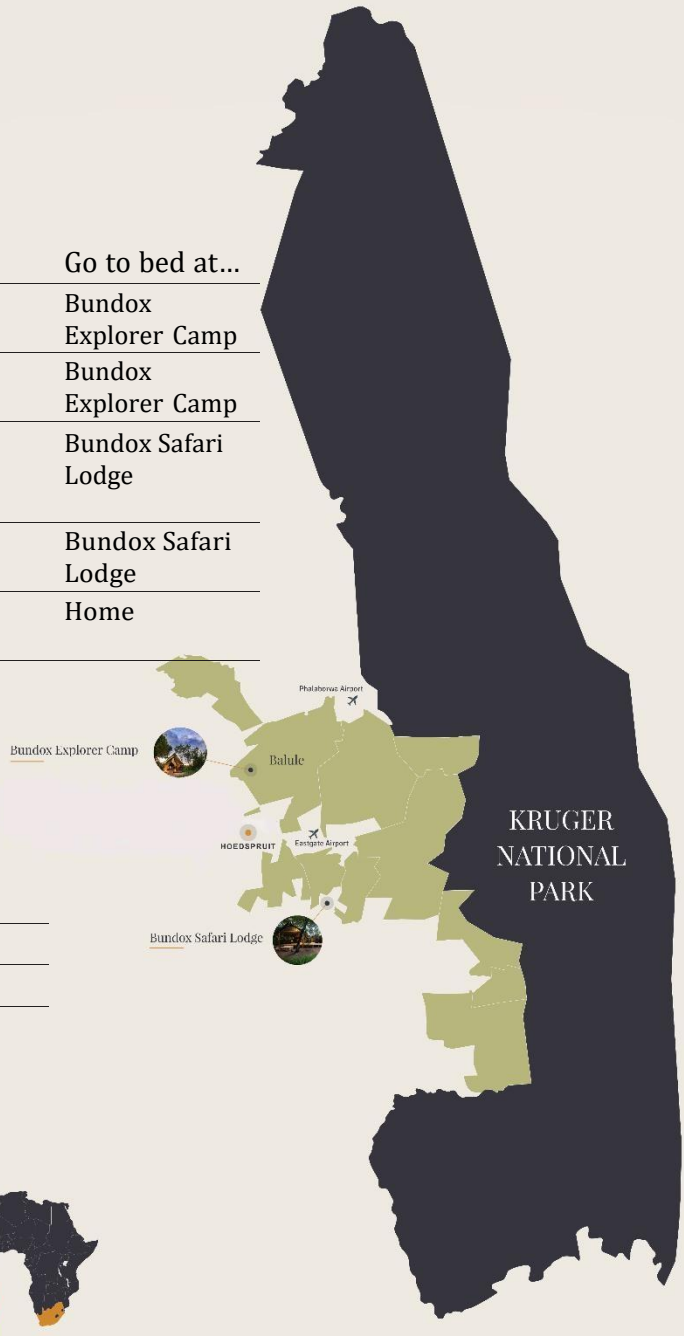 Go to bed at...
Bundox
Explorer Camp
Bundox
Explorer Camp
Bundox Safari
Lodge
Bundox Safari
Lodge
Home
Phalaborwa Airport
Bundox Explorer Camp
Balule
HOEDSPRUIT
Eastgate Airport
KRUGER
NATIONAL
PARK
Bundox Safari Lodge